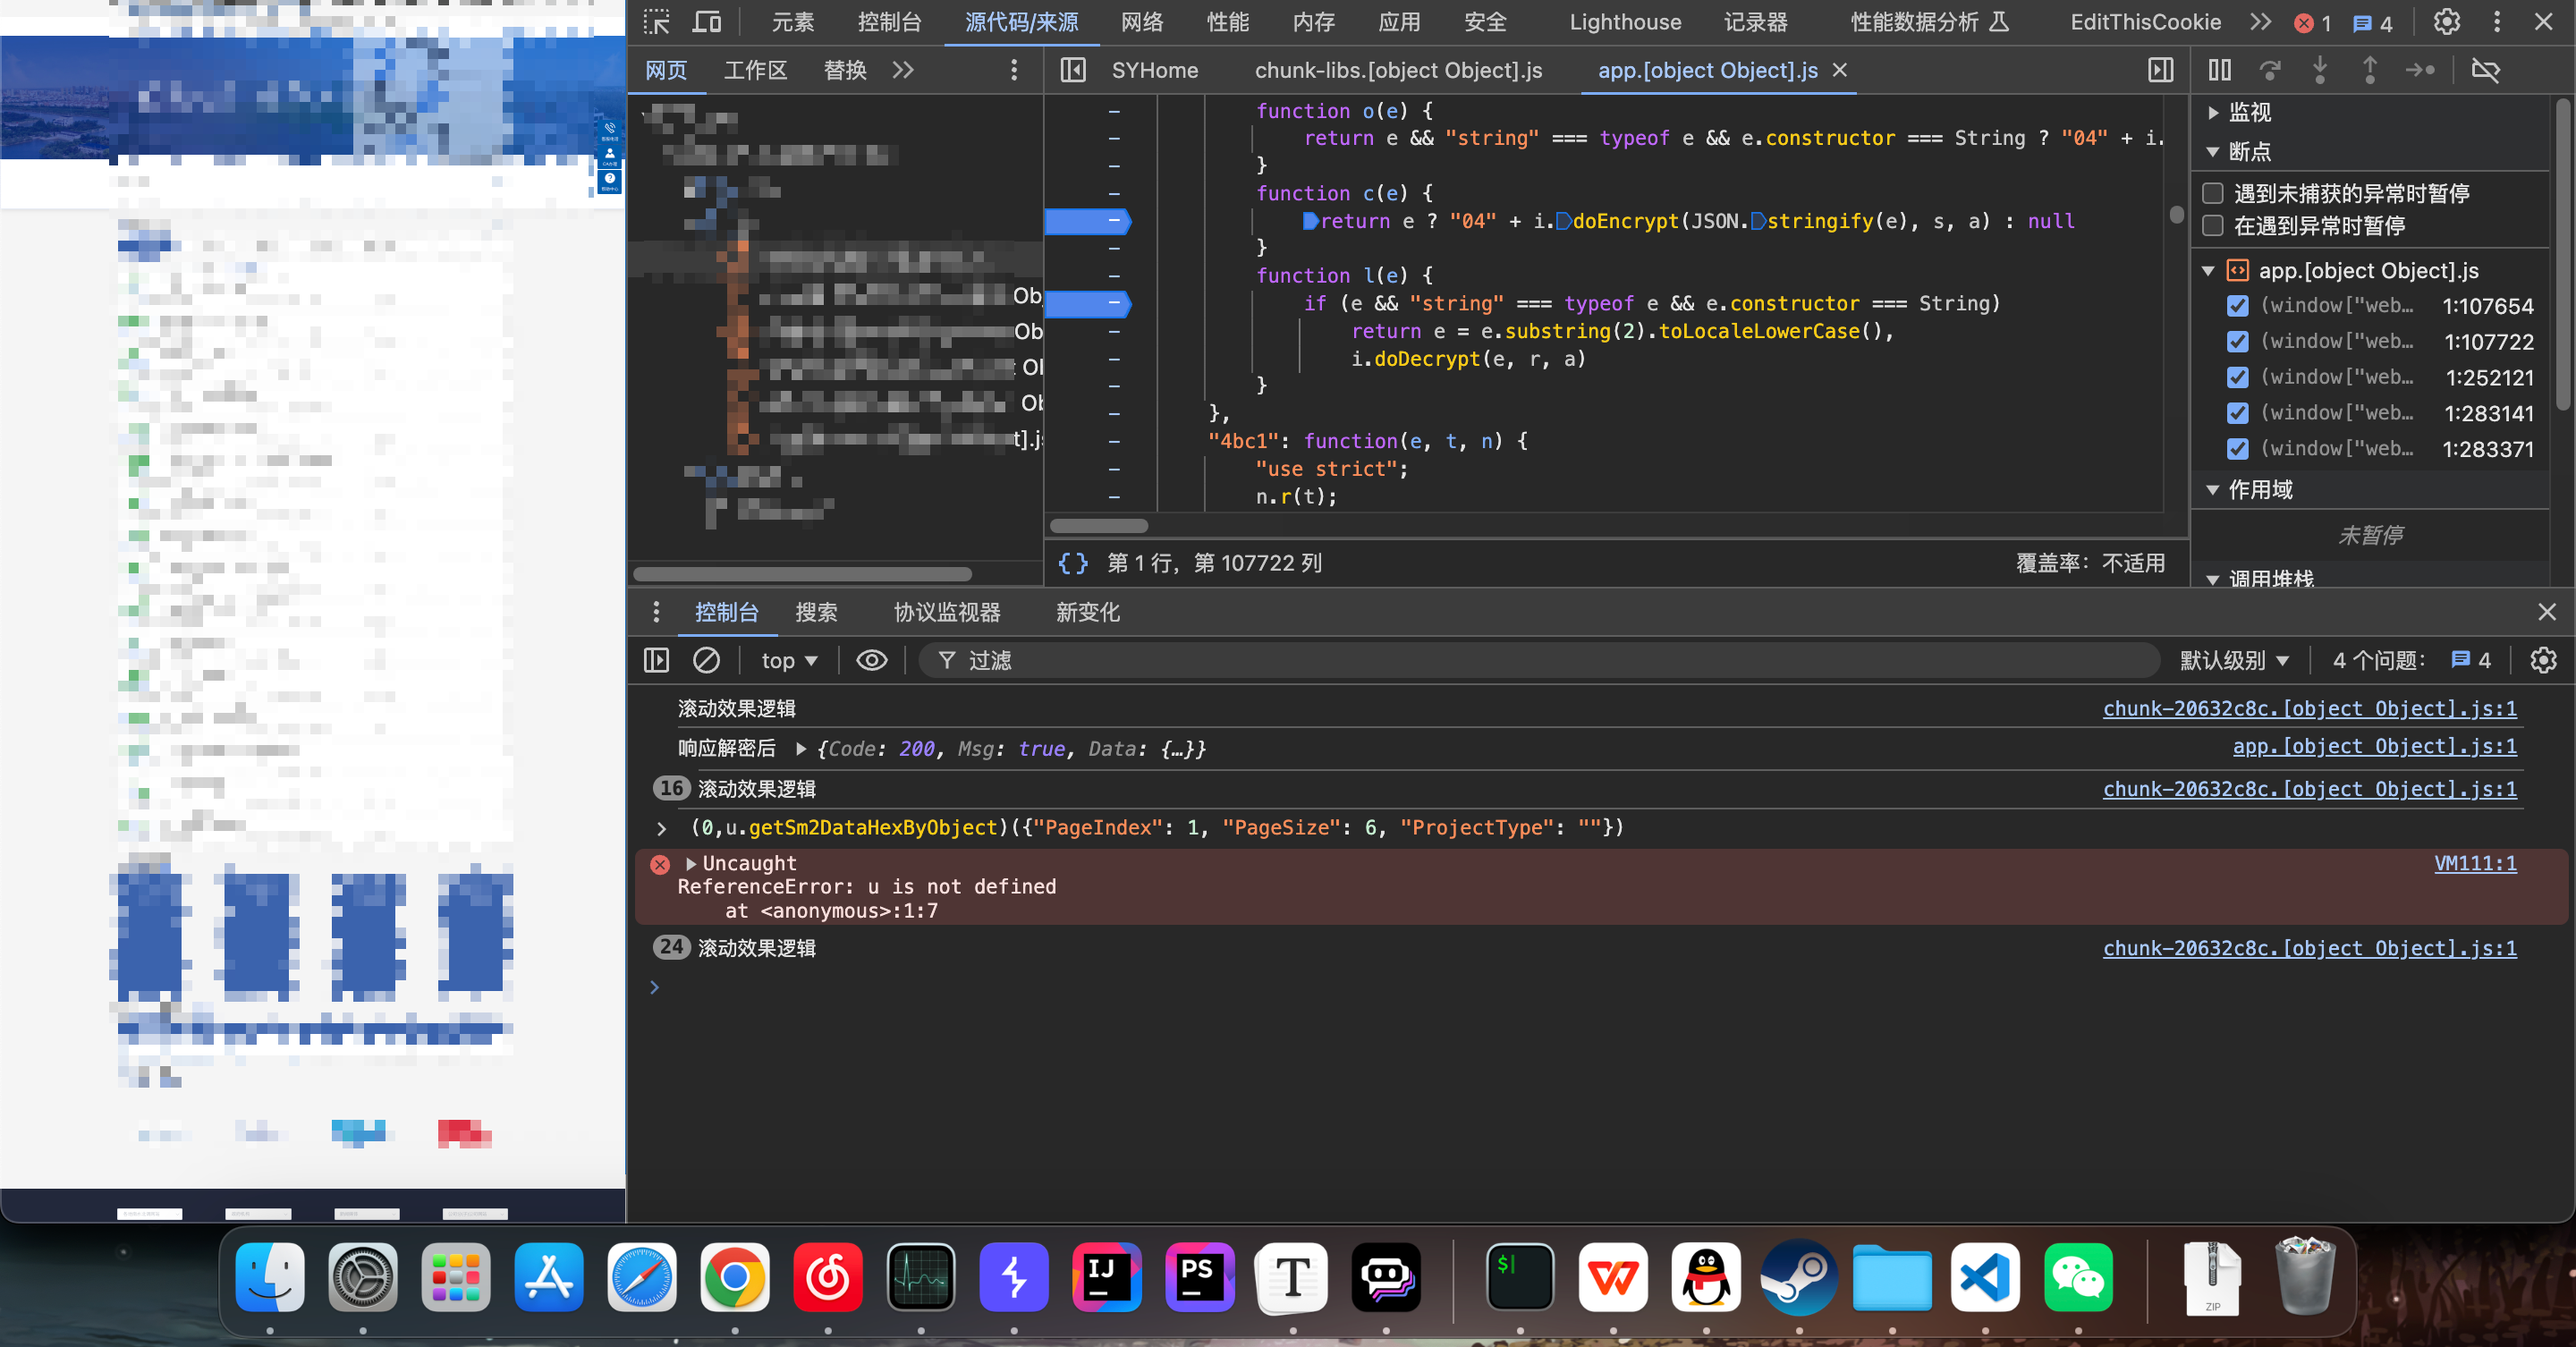 元素 控制台 源代码/来源 网络 性能 内存 应用 安全 Lighthouse 记录器 性能数据分析 EditThisCookie 1 4
网页 工作区 替换
SYHome chunk-libs.[object Object].js app.[object Object].js
function o(e) {
return e && "string" === typeof e && e.constructor === String ? "04" + i.
}
function c(e) {
return e ? "04" + i.doEncrypt(JSON.stringify(e), s, a) : null
}
function l(e) {
if (e && "string" === typeof e && e.constructor === String)
return e = e.substring(2).toLocaleLowerCase(),
i.doDecrypt(e, r, a)
}
},
"4bc1": function(e, t, n) {
"use strict";
n.r(t);
{} 第 1 行，第 107722 列 覆盖率：不适用
监视
断点
遇到未捕获的异常时暂停
在遇到异常时暂停
app.[object Object].js
(window["web… 1:107654
(window["web… 1:107722
(window["web… 1:252121
(window["web… 1:283141
(window["web… 1:283371
作用域
未暂停
调用堆栈
控制台 搜索 协议监视器 新变化
top 过滤 默认级别 4 个问题： 4
滚动效果逻辑 chunk-20632c8c.[object Object].js:1
响应解密后 {Code: 200, Msg: true, Data: {…}} app.[object Object].js:1
16 滚动效果逻辑 chunk-20632c8c.[object Object].js:1
(0,u.getSm2DataHexByObject)({"PageIndex": 1, "PageSize": 6, "ProjectType": ""})
Uncaught VM111:1
ReferenceError: u is not defined
at <anonymous>:1:7
24 滚动效果逻辑 chunk-20632c8c.[object Object].js:1
IJ
PS
T
$
ZIP